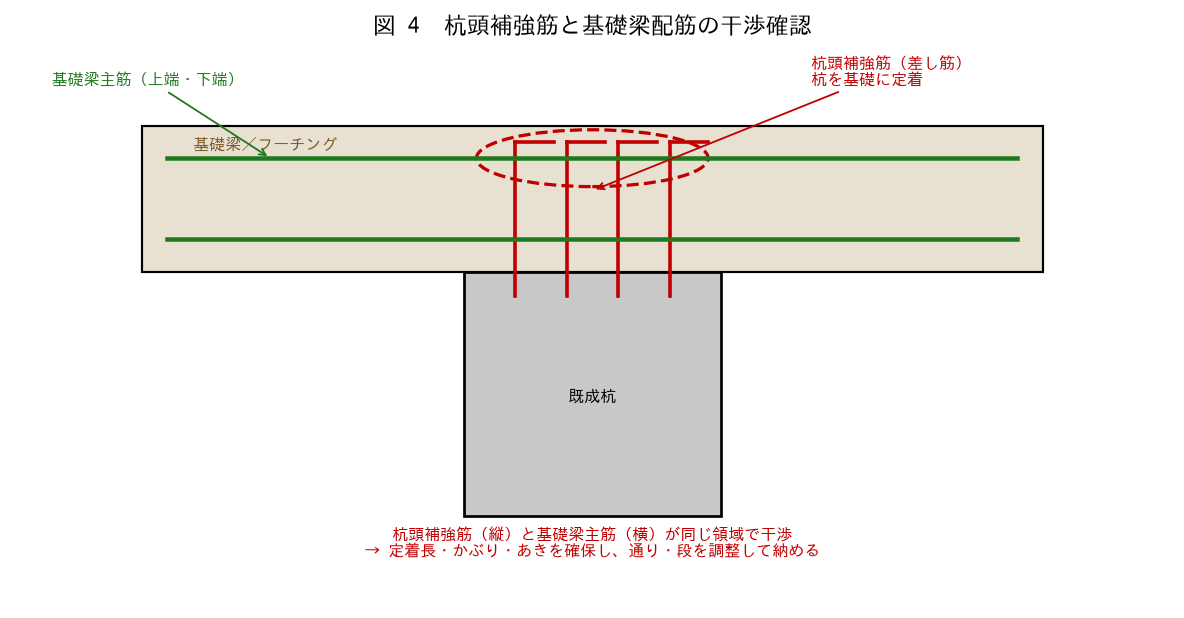 図 4　杭頭補強筋と基礎梁配筋の干渉確認
基礎梁主筋（上端・下端）
杭頭補強筋（差し筋）
杭を基礎に定着
基礎梁／フーチング
既成杭
杭頭補強筋（縦）と基礎梁主筋（横）が同じ領域で干渉
→ 定着長・かぶり・あきを確保し、通り・段を調整して納める